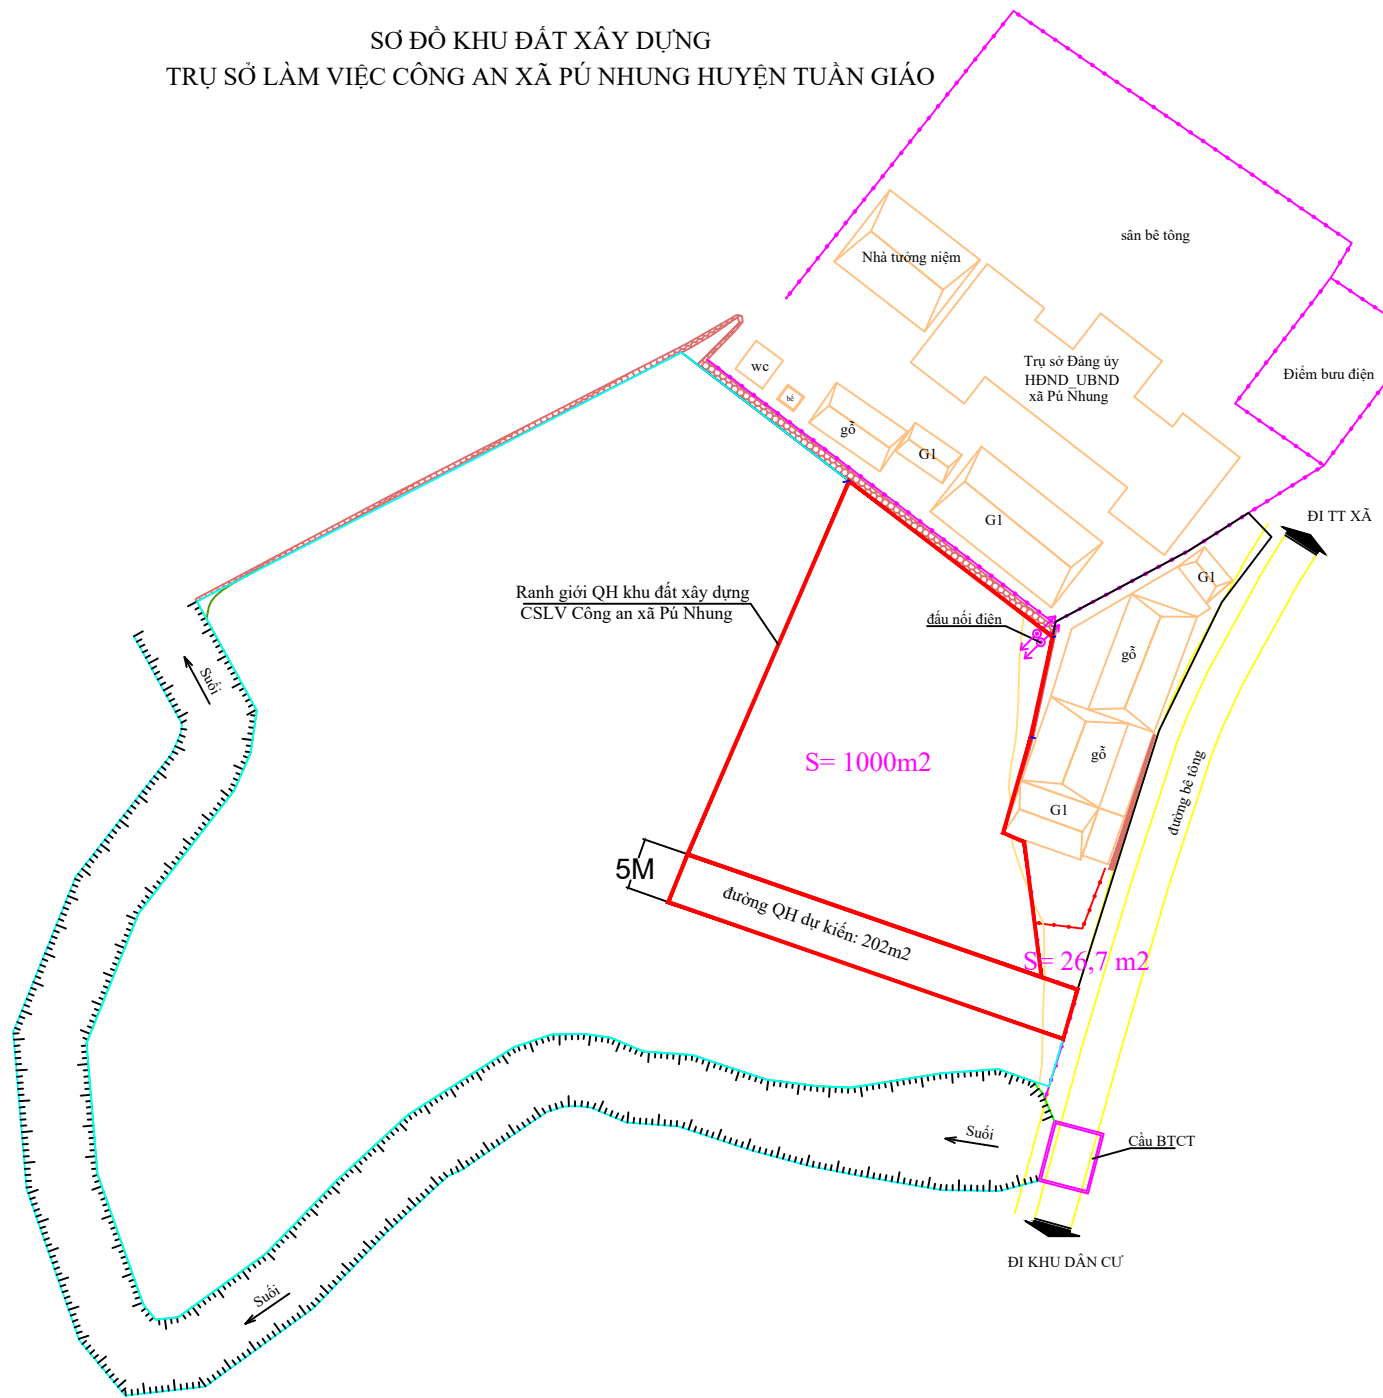 SƠ ĐỒ KHU ĐẤT XÂY DỰNG
TRỤ SỞ LÀM VIỆC CÔNG AN XÃ PÚ NHUNG HUYỆN TUẦN GIÁO
sân bê tông
Nhà tưởng niệm
Trụ sở Đảng ủy
HĐND_UBND
xã Pú Nhung
Điểm bưu điện
wc
bể
gỗ
G1
G1
ĐI TT XÃ
G1
Ranh giới QH khu đất xây dựng
CSLV Công an xã Pú Nhung
đấu nối điện
gỗ
Suối
gỗ
S= 1000m2
đường bê tông
G1
5M
đường QH dự kiến: 202m2
S= 26,7 m2
Suối
Cầu BTCT
ĐI KHU DÂN CƯ
Suối